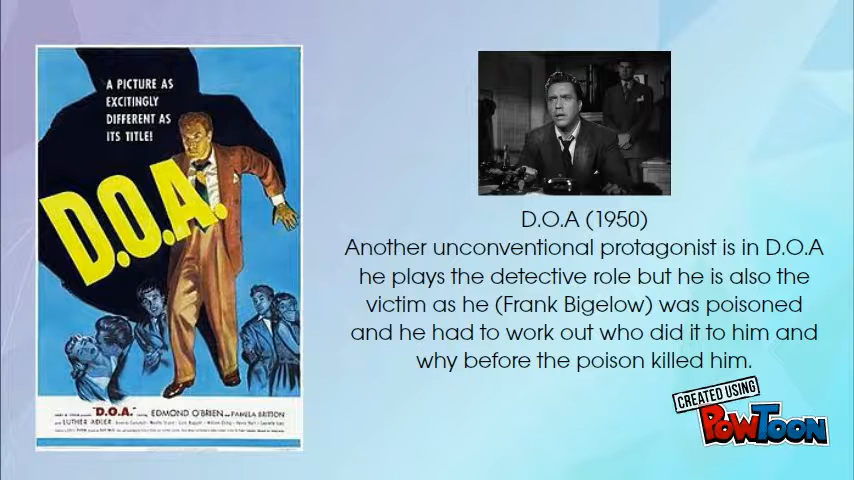 A PICTURE AS
EXCITINGLY
DIFFERENT AS
ITS TITLE!
D.O.A.
"D.O.A." EDMOND O'BRIEN AND PAMELA BRITTON
AND LUTHER ADLER
D.O.A (1950)
Another unconventional protagonist is in D.O.A
he plays the detective role but he is also the
victim as he (Frank Bigelow) was poisoned
and he had to work out who did it to him and
why before the poison killed him.
CREATED USING
POWTOON